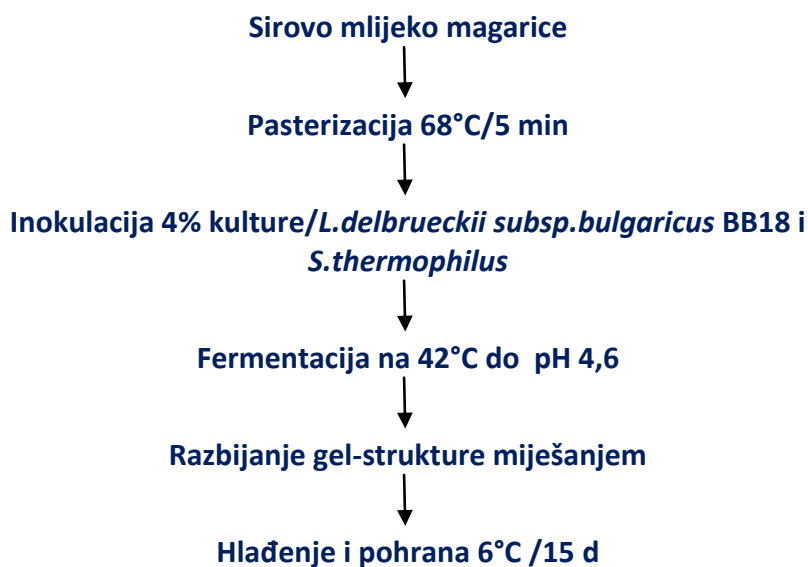 Sirovo mlijeko magarice
Pasterizacija 68°C/5 min
Inokulacija 4% kulture/L.delbrueckii subsp.bulgaricus BB18 i
S.thermophilus
Fermentacija na 42°C do pH 4,6
Razbijanje gel-strukture miješanjem
Hlađenje i pohrana 6°C /15 d